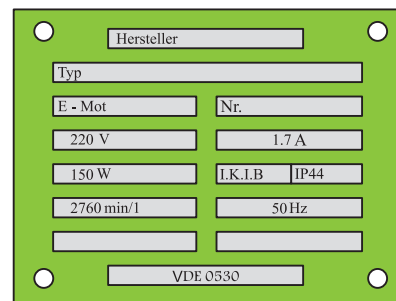 Hersteller
Typ
E - Mot Nr.
220 V 1.7 A
150 W I.K.I.B IP44
2760 min/1 50 Hz
VDE 0530